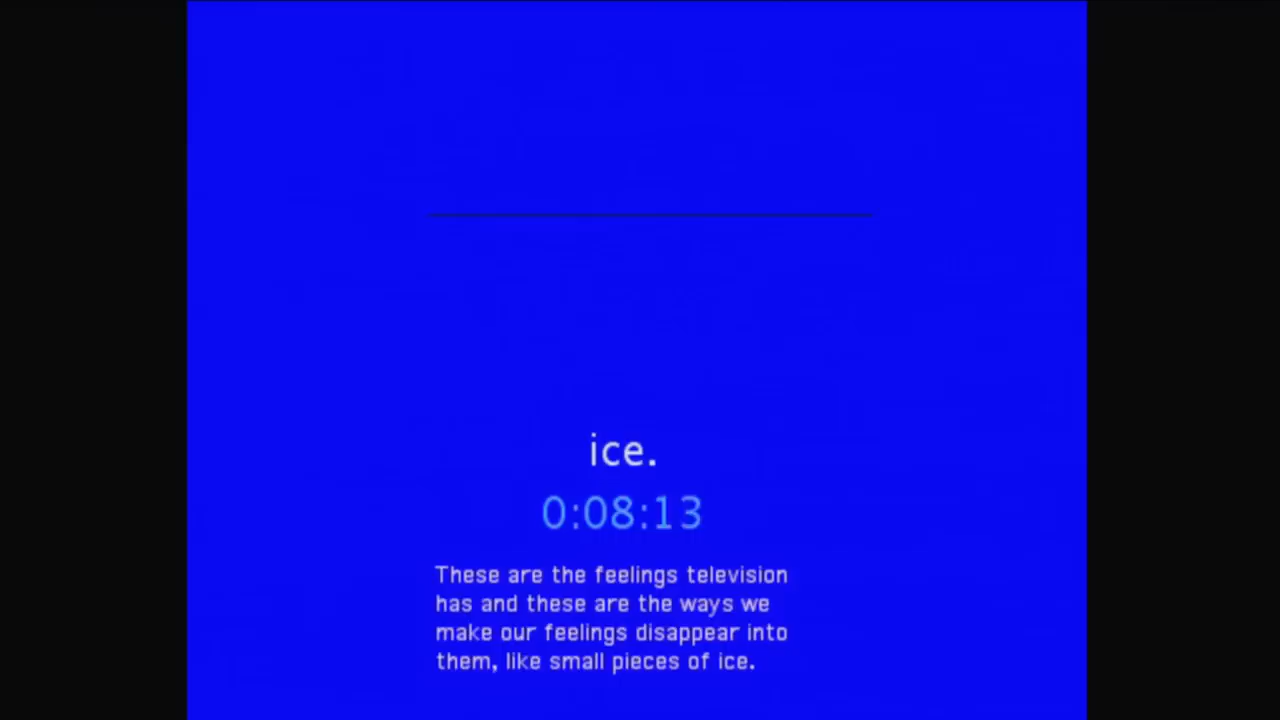 ice.
0:08:13
These are the feelings television
has and these are the ways we
make our feelings disappear into
them, like small pieces of ice.